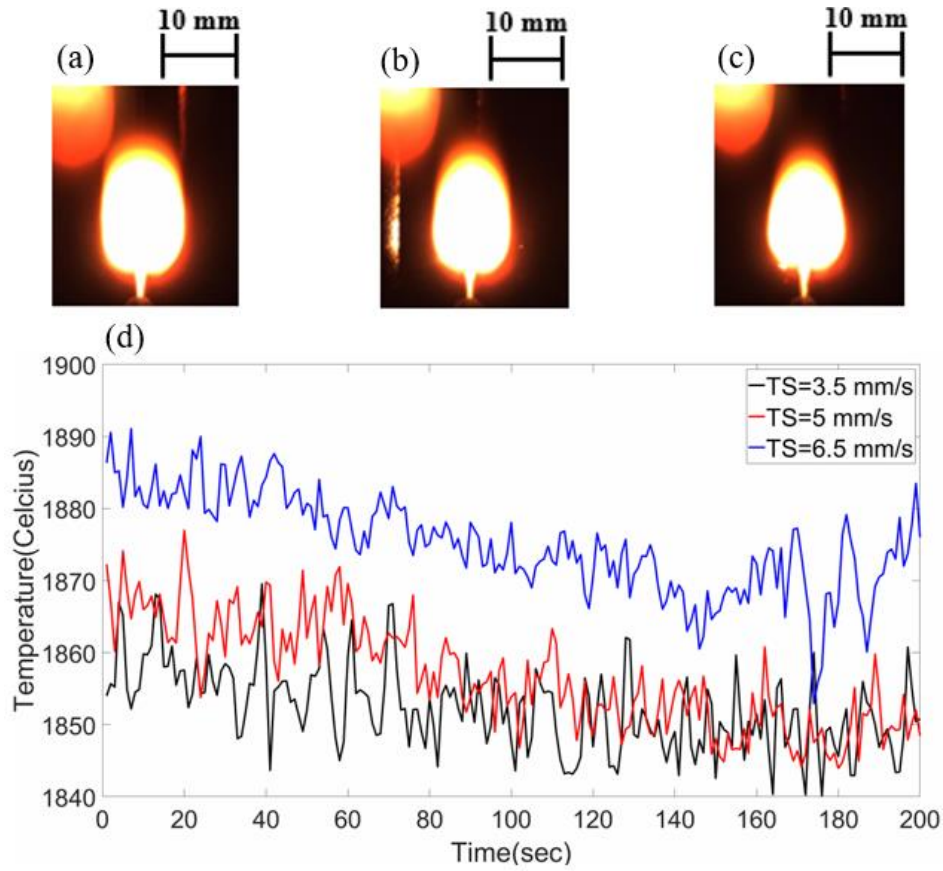 10 mm
10 mm
10 mm
(a)
(b)
(c)
(d)
1900
1890
1880
1870
1860
1850
1840
Temperature(Celcius)
TS=3.5 mm/s
TS=5 mm/s
TS=6.5 mm/s
0 20 40 60 80 100 120 140 160 180 200
Time(sec)